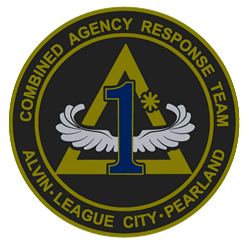 COMBINED AGENCY RESPONSE TEAM
1*
ALVIN · LEAGUE CITY · PEARLAND